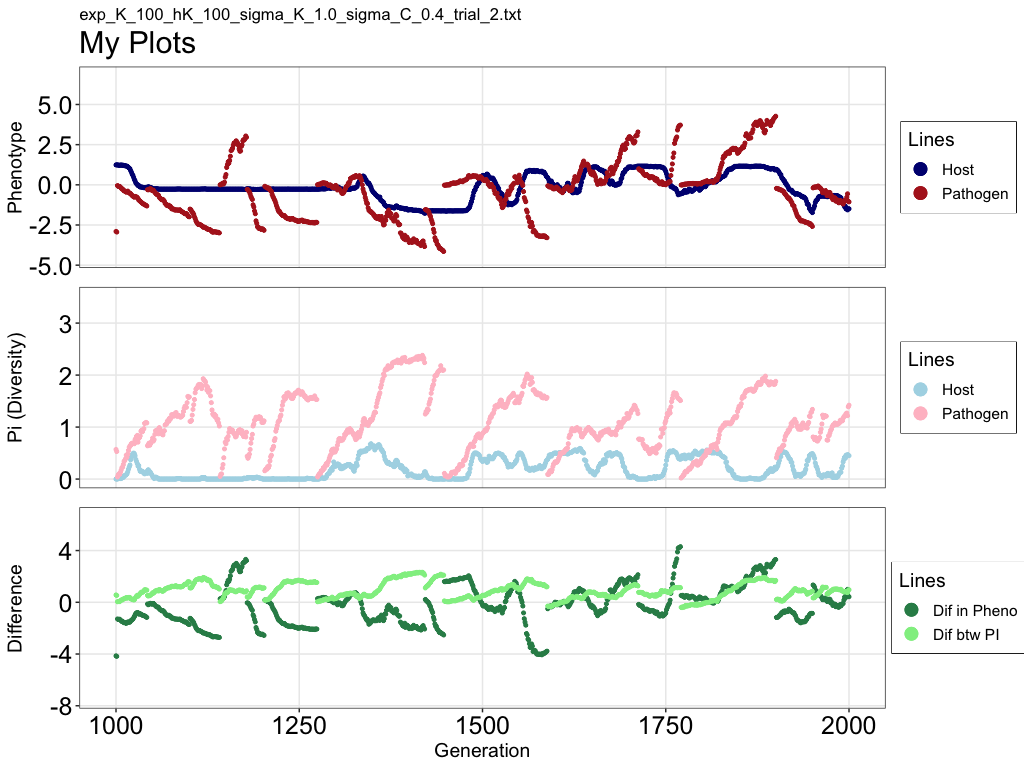 exp_K_100_hK_100_sigma_K_1.0_sigma_C_0.4_trial_2.txt
My Plots
Phenotype
5.0
2.5
0.0
-2.5
-5.0
Lines
Host
Pathogen
Pi (Diversity)
3
2
1
0
Lines
Host
Pathogen
Difference
4
0
-4
-8
Lines
Dif in Pheno
Dif btw PI
1000 1250 1500 1750 2000
Generation